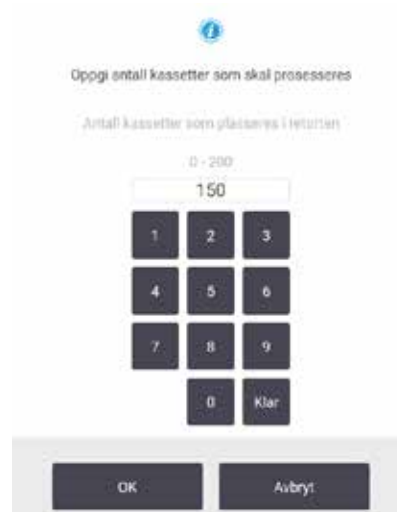 Oppgi antall kassetter som skal prosesseres
Antall kassetter som plasseres i retorten
0 - 200
150
1 2 3
4 5 6
7 8 9
0 Klar
OK Avbryt